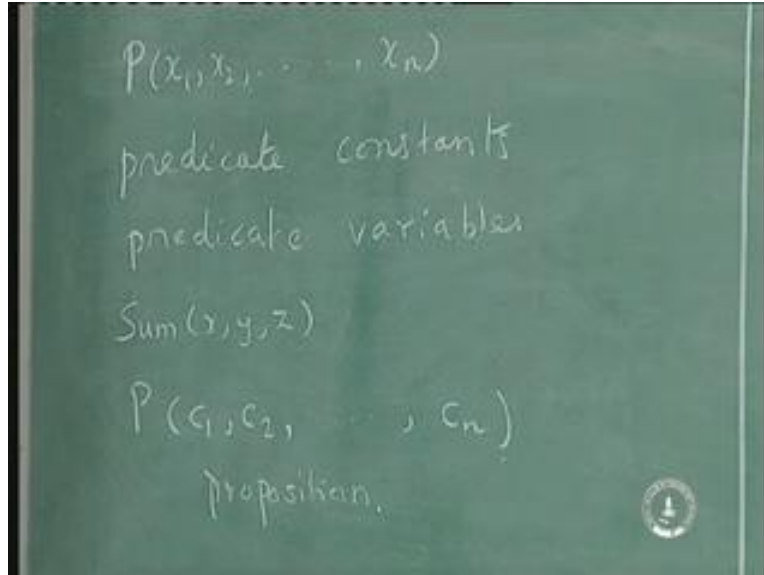 P(x₁, x₂, ...., xₙ)
predicate constants
predicate variables
Sum(x, y, z)
P(c₁, c₂, .. , cₙ)
proposition.